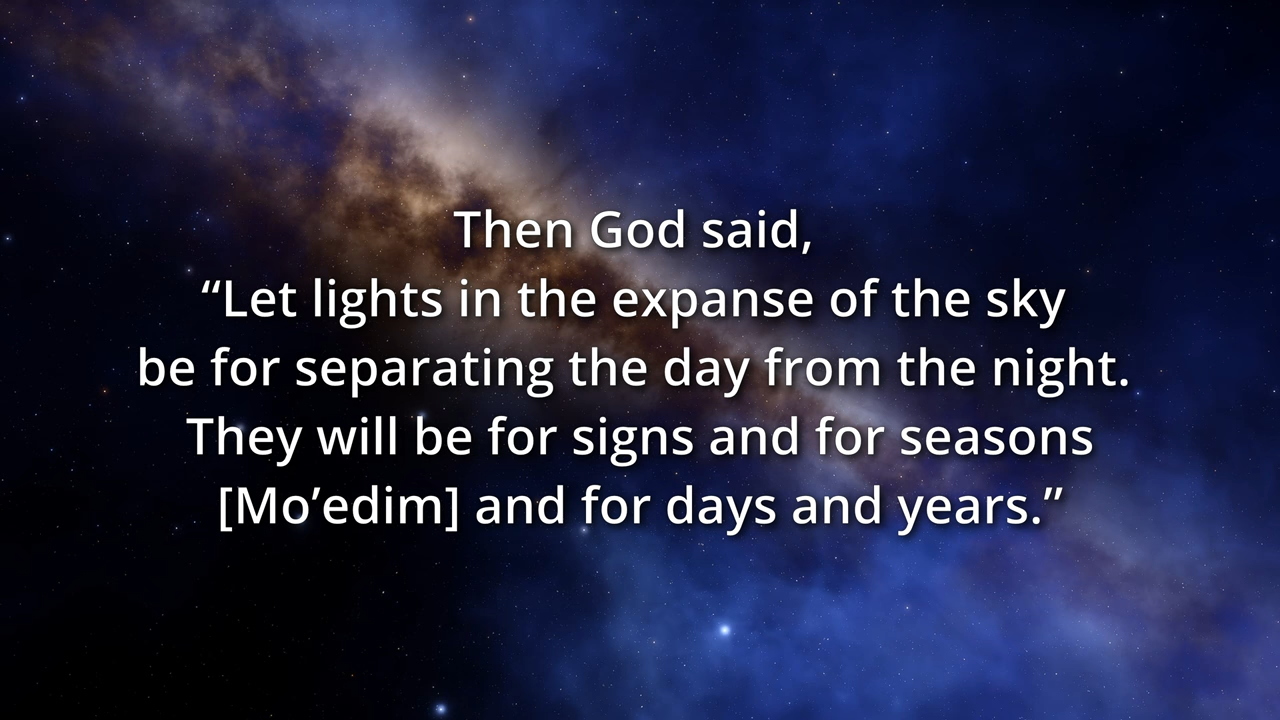 Then God said,
“Let lights in the expanse of the sky
be for separating the day from the night.
They will be for signs and for seasons
[Mo’edim] and for days and years.”